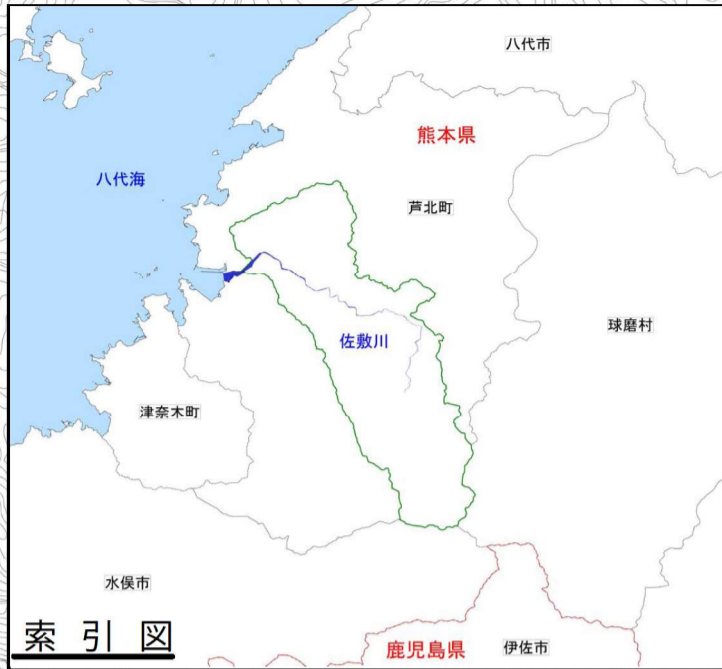 八代市
熊本県
八代海
芦北町
球磨村
佐敷川
津奈木町
水俣市
索引図
鹿児島県
伊佐市